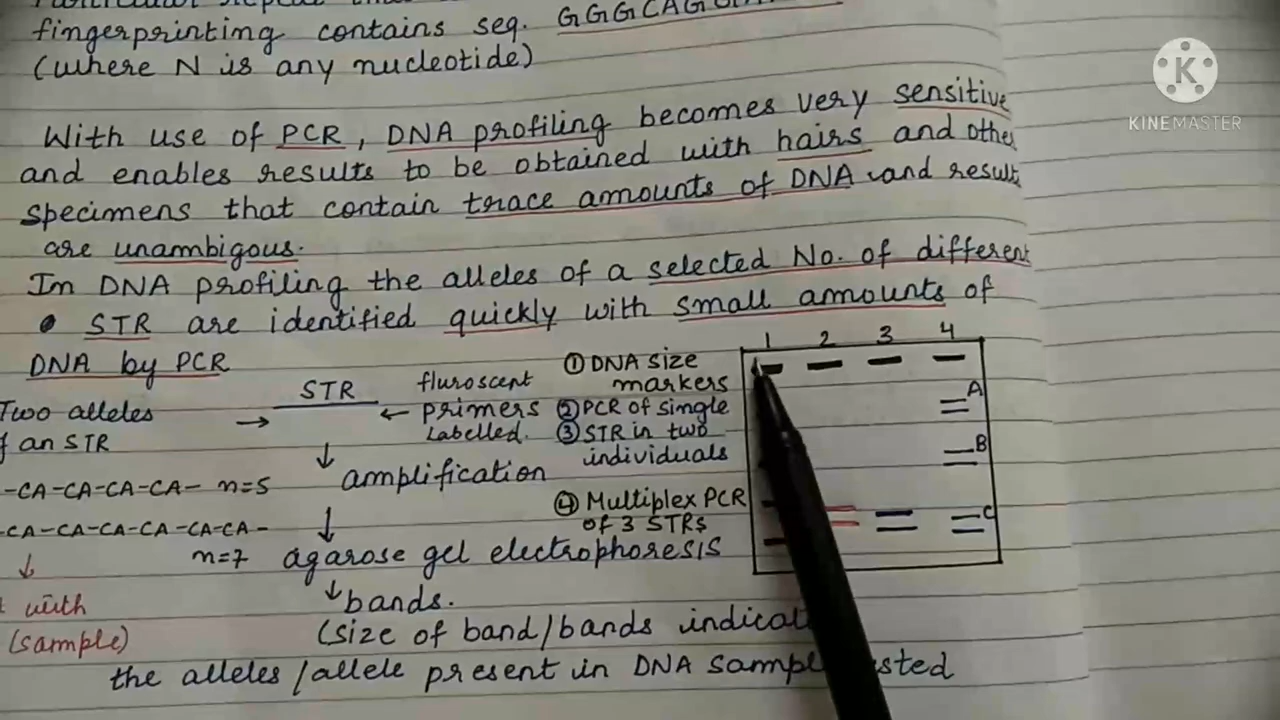 fingerprinting contains seq. GGGCAG
(where N is any nucleotide)
With use of PCR, DNA profiling becomes very sensitive
and enables results to be obtained with hairs and othe
specimens that contain trace amounts of DNA and result
are unambigous.
In DNA profiling the alleles of a selected No. of different
• STR are identified quickly with small amounts of
DNA by PCR
Two alleles
f an STR
-CA-CA-CA-CA- n=5
-CA-CA-CA-CA-CA-
n=7
↓
with
(sample)
→ STR ←
fluroscent
primers
Labelled.
↓ amplification
↓
agarose gel electrophoresis
↓ bands.
(size of band/bands indicat
the alleles/allele present in DNA sampl sted
① DNA size
markers
② PCR of single
③ STR in two
individuals
④ Multiplex PCR
of 3 STRs
1 2 3 4
A
B
C
K
KINEMASTER